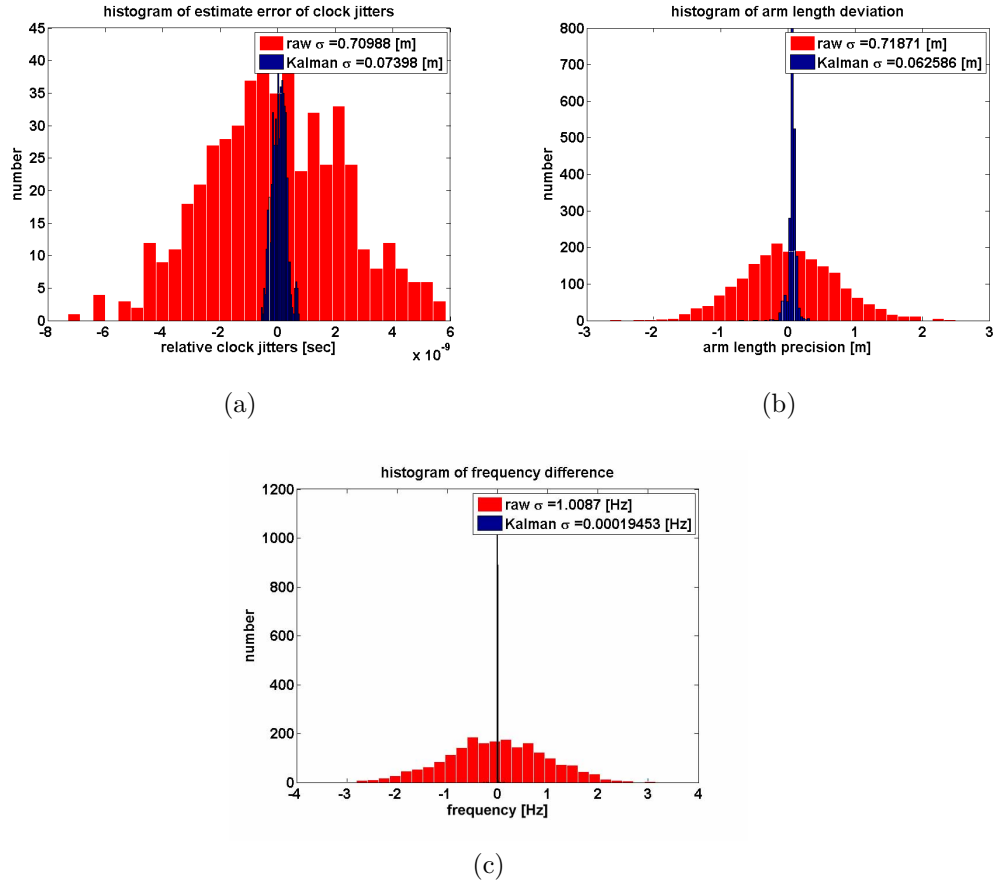 histogram of estimate error of clock jitters
raw σ =0.70988 [m]
Kalman σ =0.07398 [m]
number
45
40
35
30
25
20
15
10
5
0
-8
-6
-4
-2
0
2
4
6
relative clock jitters [sec]
x 10⁻⁹
(a)
histogram of arm length deviation
raw σ =0.71871 [m]
Kalman σ =0.062586 [m]
number
800
700
600
500
400
300
200
100
0
-3
-2
-1
0
1
2
3
arm length precision [m]
(b)
histogram of frequency difference
raw σ =1.0087 [Hz]
Kalman σ =0.00019453 [Hz]
number
1200
1000
800
600
400
200
0
-4
-3
-2
-1
0
1
2
3
4
frequency [Hz]
(c)